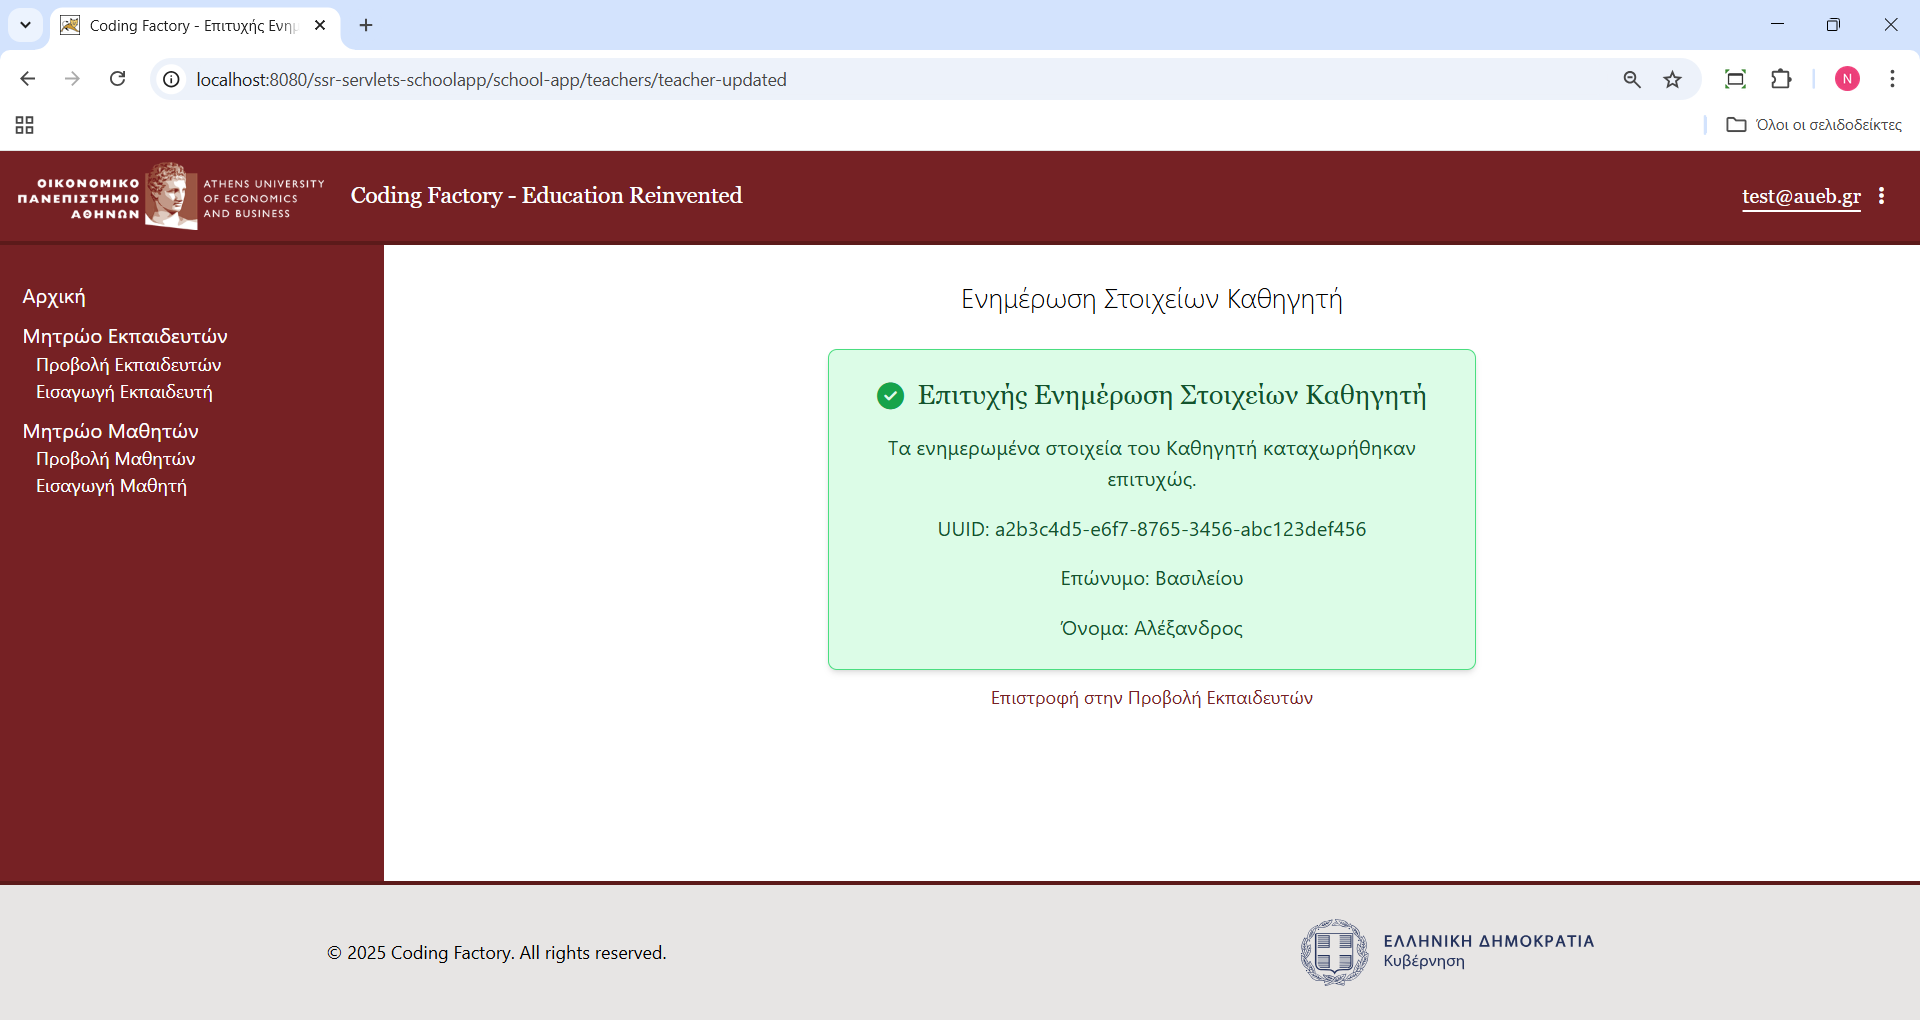 Coding Factory - Επιτυχής Ενημ
localhost:8080/ssr-servlets-schoolapp/school-app/teachers/teacher-updated
N
Όλοι οι σελιδοδείκτες
ΟΙΚΟΝΟΜΙΚΟ
ΠΑΝΕΠΙΣΤΗΜΙΟ
ΑΘΗΝΩΝ
ATHENS UNIVERSITY
OF ECONOMICS
AND BUSINESS
Coding Factory - Education Reinvented
test@aueb.gr
Αρχική
Μητρώο Εκπαιδευτών
Προβολή Εκπαιδευτών
Εισαγωγή Εκπαιδευτή
Μητρώο Μαθητών
Προβολή Μαθητών
Εισαγωγή Μαθητή
Ενημέρωση Στοιχείων Καθηγητή
Επιτυχής Ενημέρωση Στοιχείων Καθηγητή
Τα ενημερωμένα στοιχεία του Καθηγητή καταχωρήθηκαν
επιτυχώς.
UUID: a2b3c4d5-e6f7-8765-3456-abc123def456
Επώνυμο: Βασιλείου
Όνομα: Αλέξανδρος
Επιστροφή στην Προβολή Εκπαιδευτών
© 2025 Coding Factory. All rights reserved.
ΕΛΛΗΝΙΚΗ ΔΗΜΟΚΡΑΤΙΑ
Κυβέρνηση